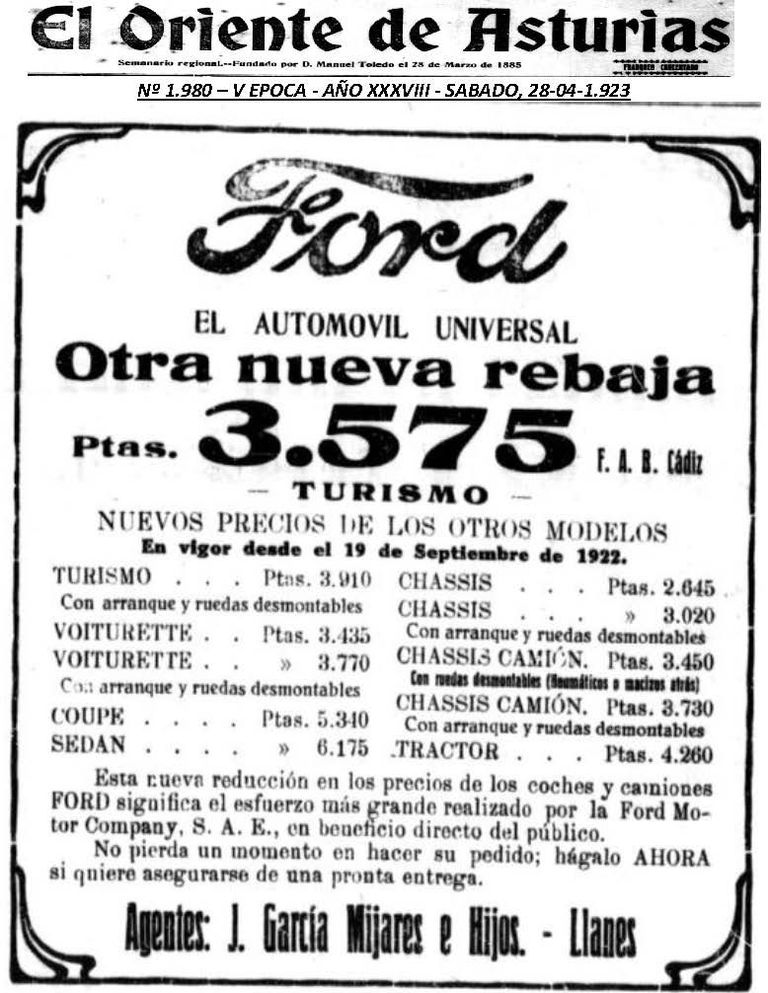 El Oriente de Asturias
Semanario regional.--Fundado por D. Manuel Toledo el 28 de Marzo de 1885
FRANQUEO CONCERTADO
Nº 1.980 – V EPOCA - AÑO XXXVIII - SABADO, 28-04-1.923
Ford
EL AUTOMOVIL UNIVERSAL
Otra nueva rebaja
Ptas. 3.575 F. A. B. Cádiz
— TURISMO —
NUEVOS PRECIOS DE LOS OTROS MODELOS
En vigor desde el 19 de Septiembre de 1922.
TURISMO . . . Ptas. 3.910
Con arranque y ruedas desmontables
VOITURETTE . . Ptas. 3.435
VOITURETTE . . » 3.770
Con arranque y ruedas desmontables
COUPE . . . . Ptas. 5.340
SEDAN . . . . » 6.175
CHASSIS . . . Ptas. 2.645
CHASSIS . . . » 3.020
Con arranque y ruedas desmontables
CHASSIS CAMIÓN. Ptas. 3.450
Con ruedas desmontables (Neumáticos o macizos atrás)
CHASSIS CAMIÓN. Ptas. 3.730
Con arranque y ruedas desmontables
TRACTOR . . . Ptas. 4.260
Esta nueva reducción en los precios de los coches y camiones
FORD significa el esfuerzo más grande realizado por la Ford Mo-
tor Company, S. A. E., en beneficio directo del público.
No pierda un momento en hacer su pedido; hágalo AHORA
si quiere asegurarse de una pronta entrega.
Agentes: J. García Mijares e Hijos. - Llanes